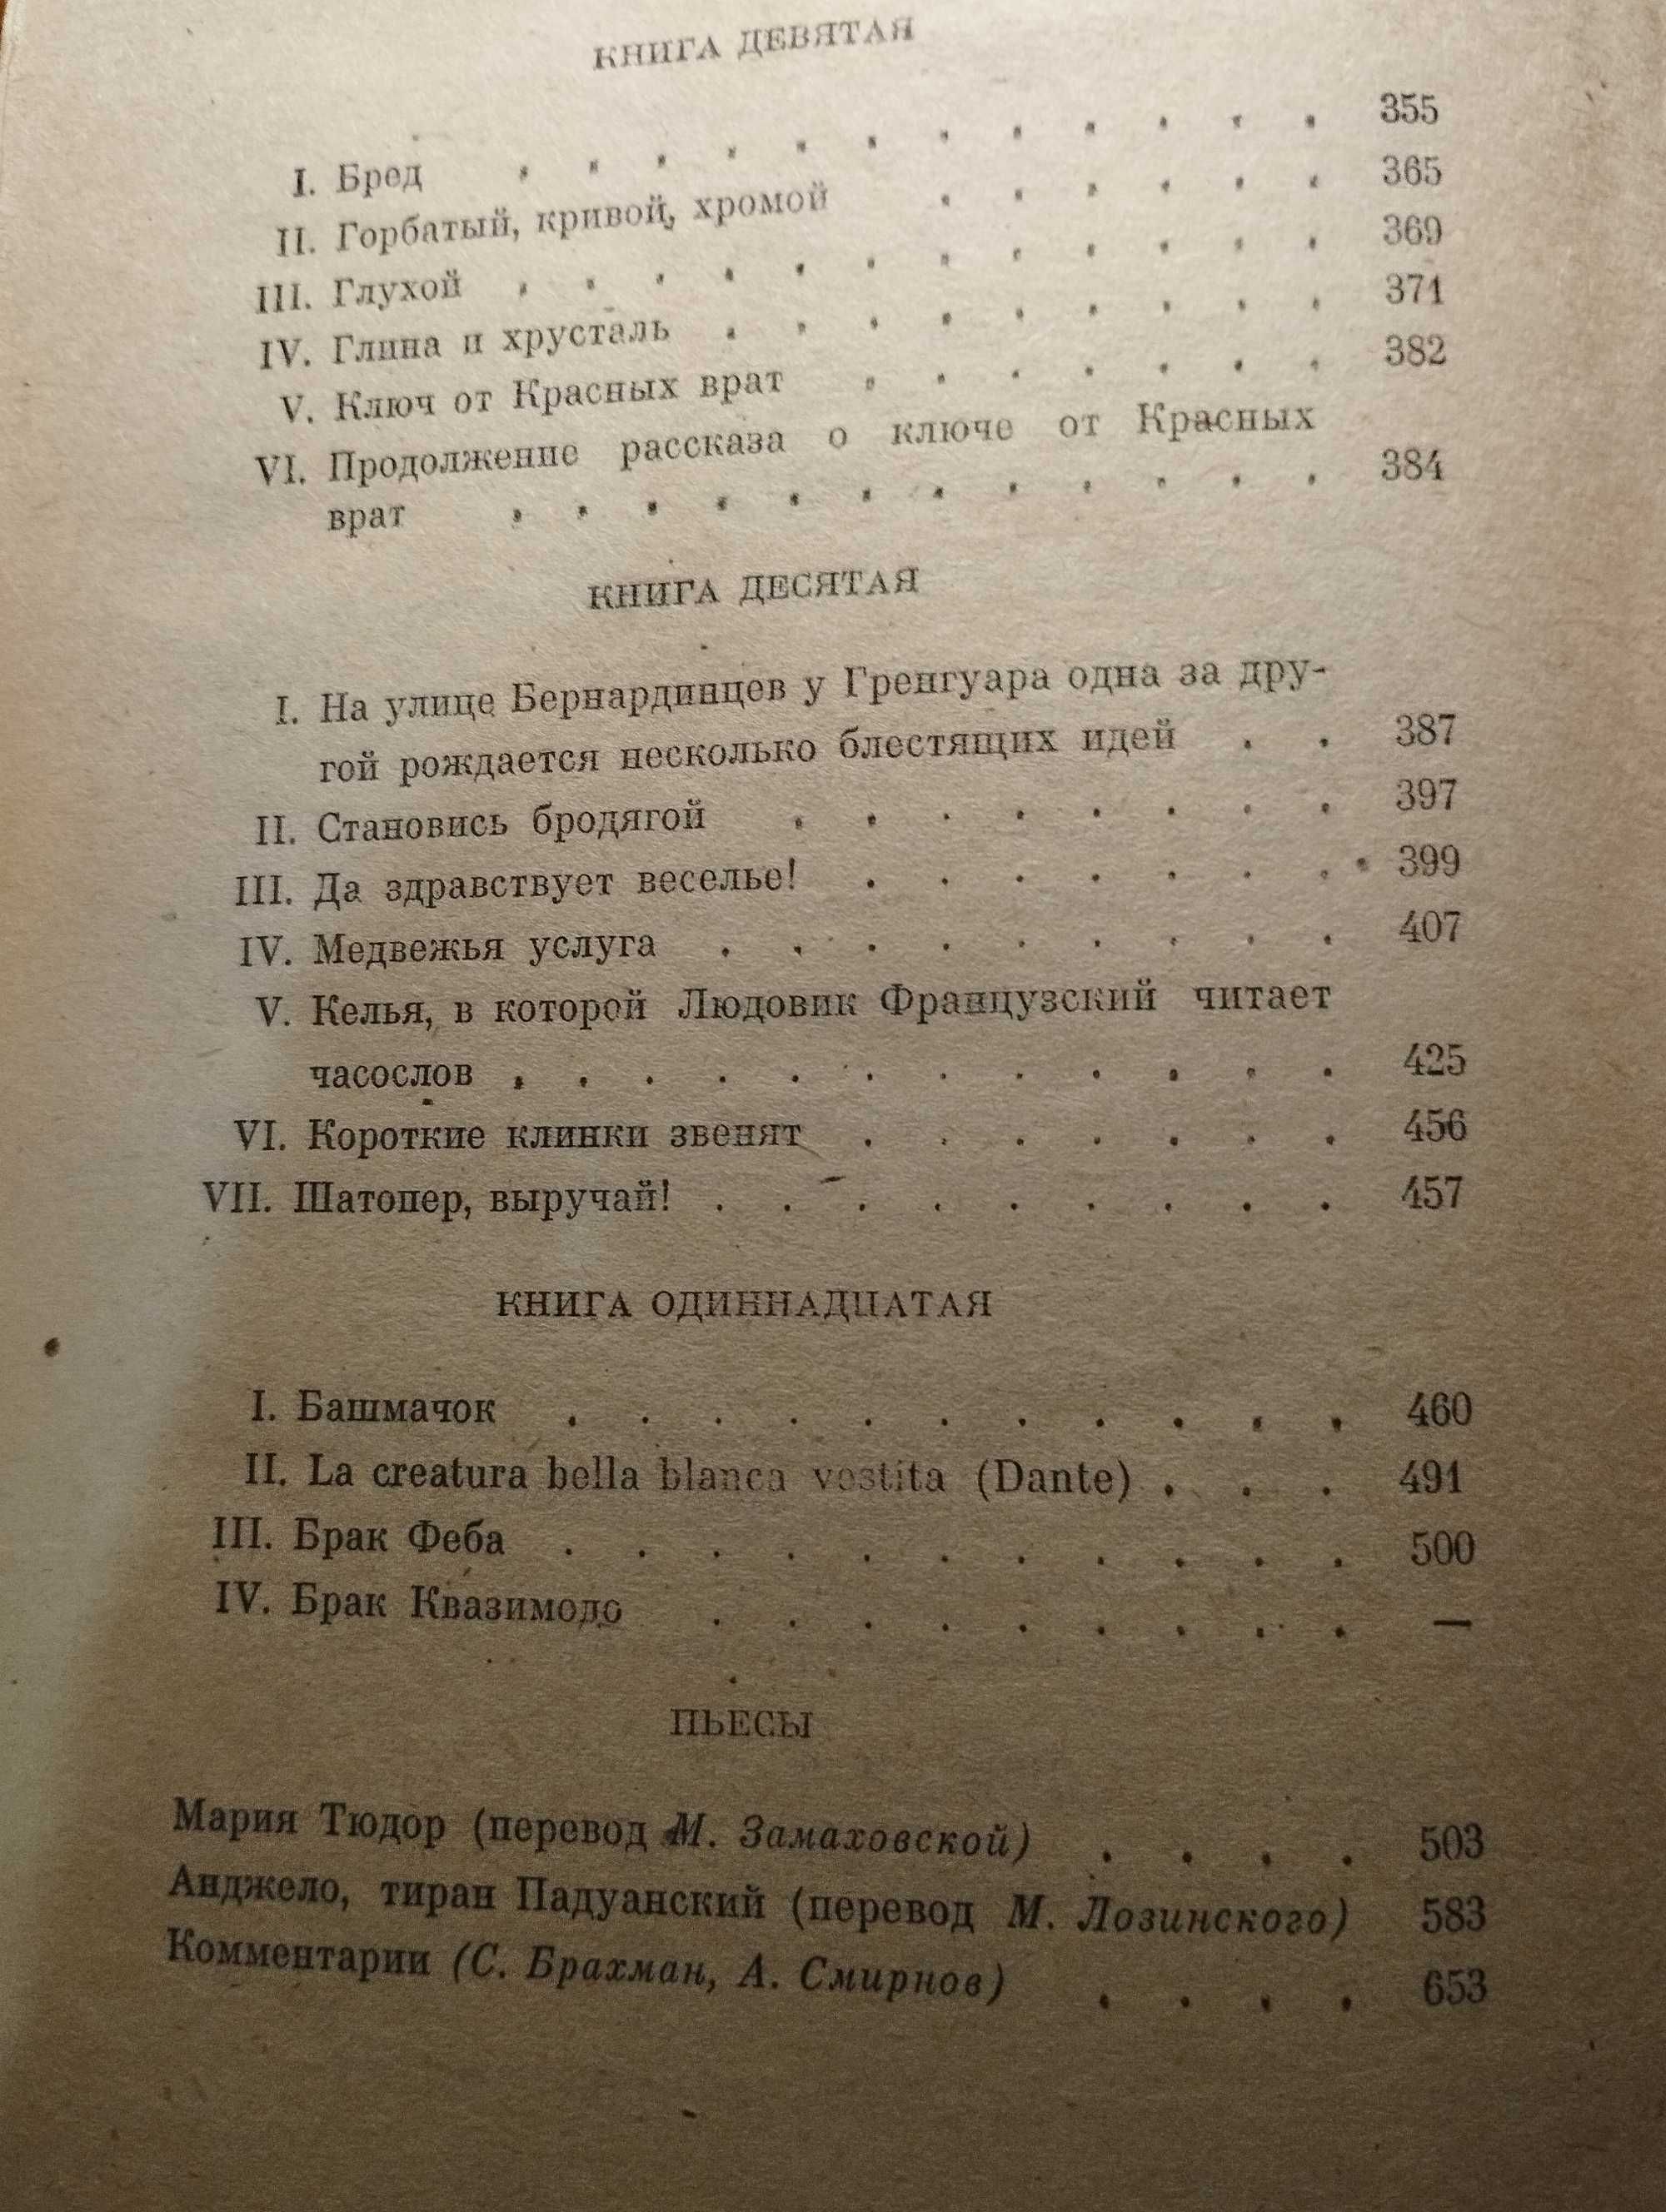 КНИГА ДЕВЯТАЯ
I. Бред . . . . . . . . . . . . 355
II. Горбатый, кривой, хромой . . . . . . 365
III. Глухой . . . . . . . . . . . . 369
IV. Глина и хрусталь . . . . . . . . . 371
V. Ключ от Красных врат . . . . . . . 382
VI. Продолжение рассказа о ключе от Красных
врат . . . . . . . . . . . . 384
КНИГА ДЕСЯТАЯ
I. На улице Бернардинцев у Гренгуара одна за дру-
гой рождается несколько блестящих идей . . 387
II. Становись бродягой . . . . . . . . 397
III. Да здравствует веселье! . . . . . . . 399
IV. Медвежья услуга . . . . . . . . . 407
V. Келья, в которой Людовик Французский читает
часослов . . . . . . . . . . . . 425
VI. Короткие клинки звенят . . . . . . . 456
VII. Шатопер, выручай! . . . . . . . . . 457
КНИГА ОДИННАДЦАТАЯ
I. Башмачок . . . . . . . . . . . 460
II. La creatura bella blanca vestita (Dante) . . . 491
III. Брак Феба . . . . . . . . . . . 500
IV. Брак Квазимодо . . . . . . . . . —
ПЬЕСЫ
Мария Тюдор (перевод М. Замаховской) . . . . 503
Анджело, тиран Падуанский (перевод М. Лозинского) 583
Комментарии (С. Брахман, А. Смирнов) . . . . 653